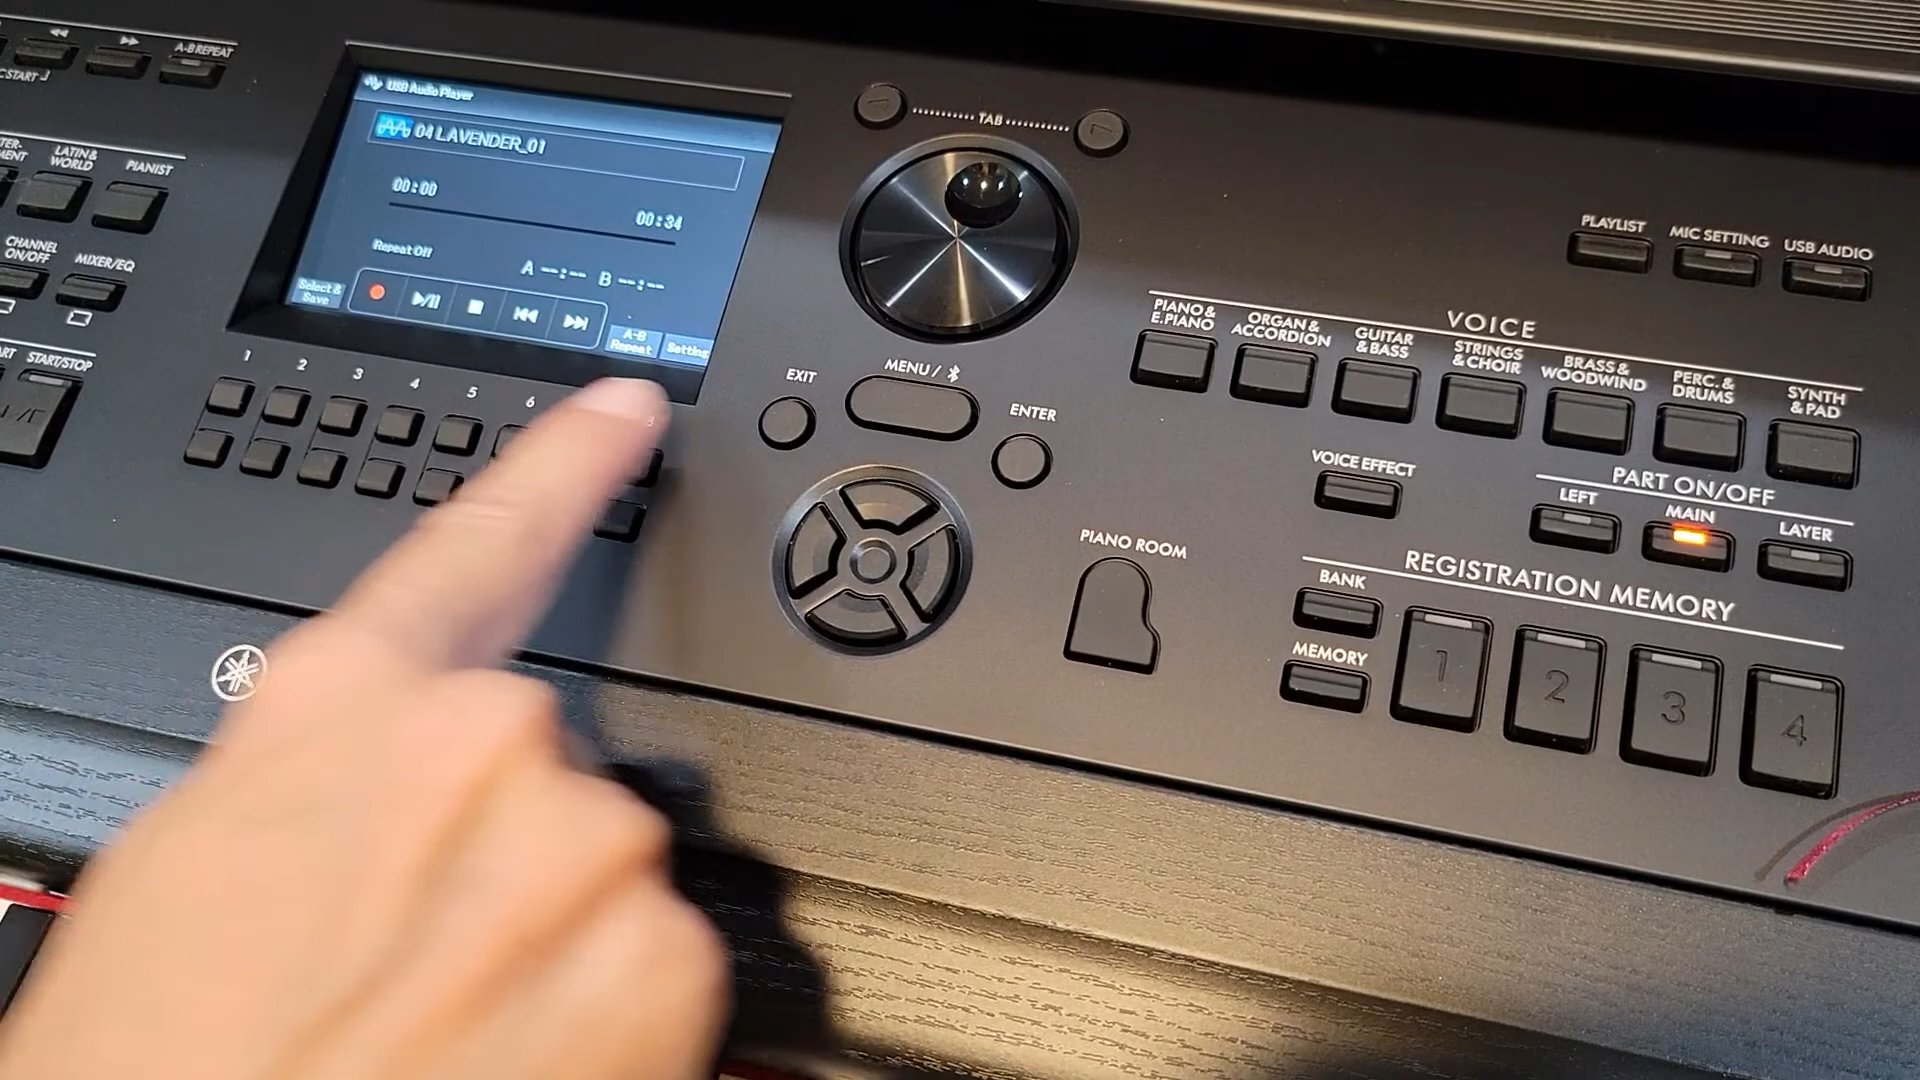 A-B REPEAT
LATIN&
WORLD
PIANIST
CHANNEL
ON/OFF
MIXER/EQ
START/STOP
USB Audio Player
04 LAVENDER_01
00:00
00:34
Repeat Off
A --:-- B --:--
Select &
Save
A-B
Repeat
Setting
1 2 3 4 5 6
TAB
EXIT
MENU /
ENTER
PIANO ROOM
PLAYLIST
MIC SETTING
USB AUDIO
VOICE
PIANO &
E.PIANO
ORGAN &
ACCORDION
GUITAR
& BASS
STRINGS
& CHOIR
BRASS &
WOODWIND
PERC. &
DRUMS
SYNTH
& PAD
VOICE EFFECT
PART ON/OFF
LEFT
MAIN
LAYER
REGISTRATION MEMORY
BANK
MEMORY
1 2 3 4